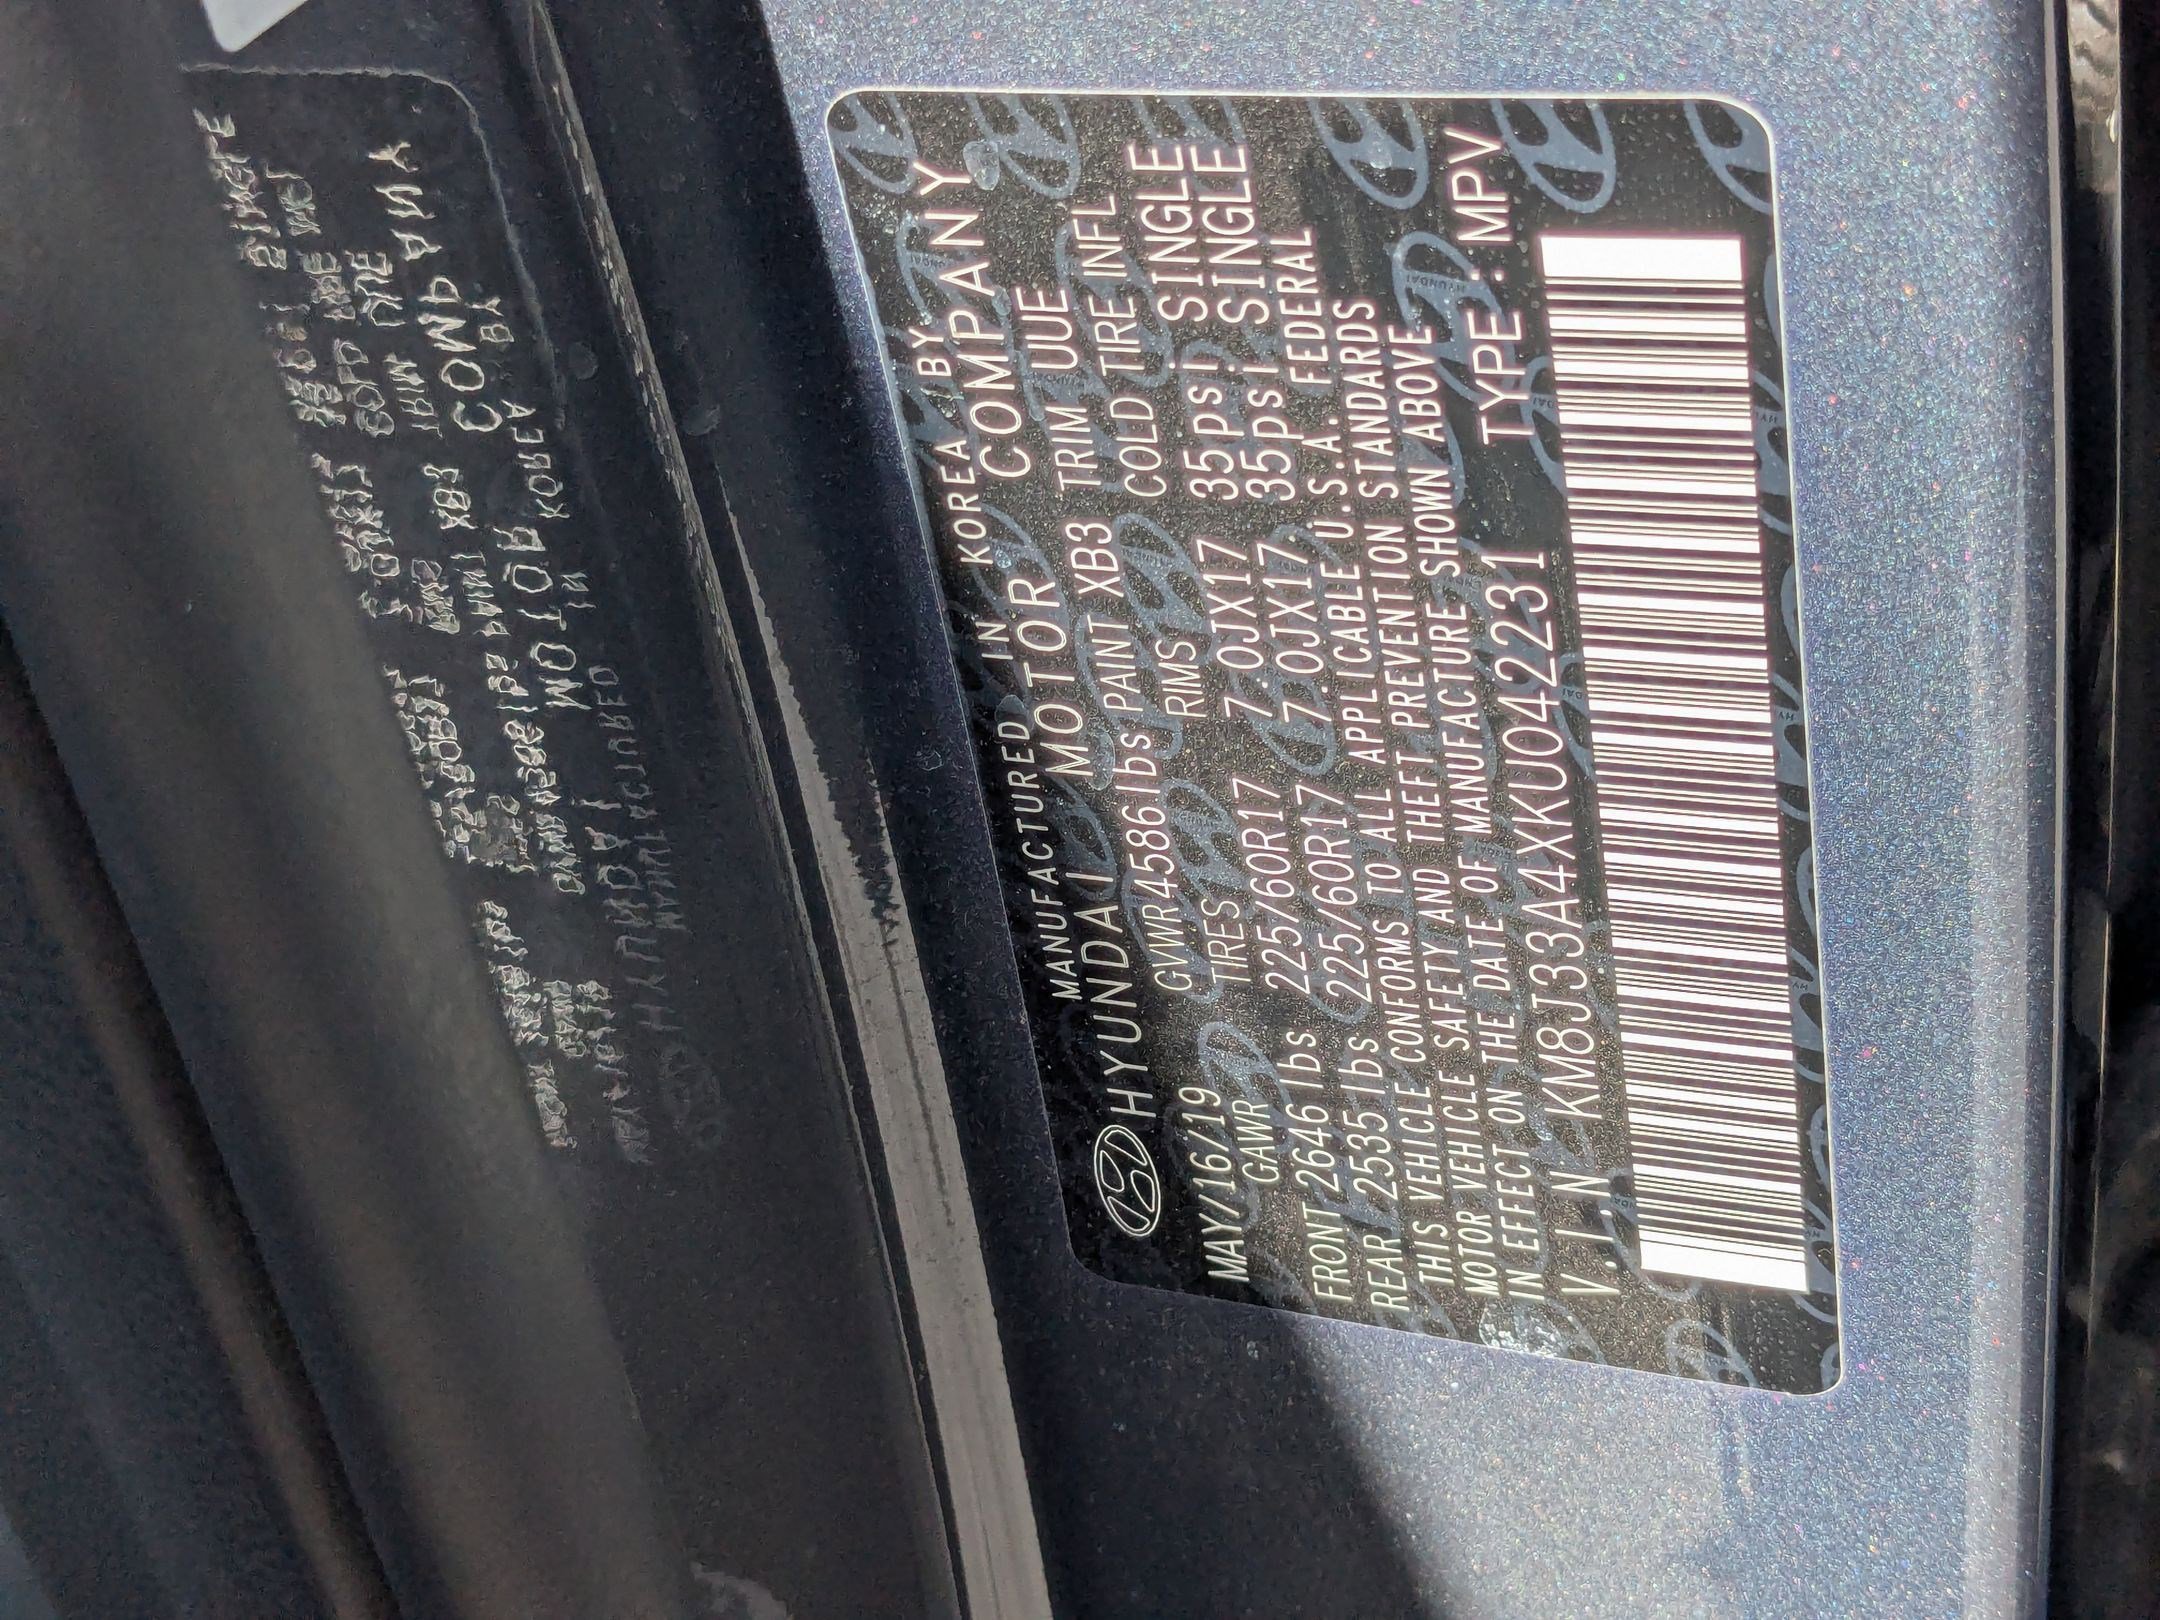 MANUFACTURED IN KOREA BY
HYUNDAI MOTOR COMPANY
MAY/16/19 GVWR4586lbs PAINT XB3 TRIM UUE
GAWR TIRES RIMS COLD TIRE INFL
FRONT 2646 lbs 225/60R17 7.0JX17 35psi SINGLE
REAR 2535 lbs 225/60R17 7.0JX17 35psi SINGLE
THIS VEHICLE CONFORMS TO ALL APPLICABLE U.S.A. FEDERAL
MOTOR VEHICLE SAFETY AND THEFT PREVENTION STANDARDS
IN EFFECT ON THE DATE OF MANUFACTURE SHOWN ABOVE
V.I.N KM8J33A4XKU042231 TYPE : MPV